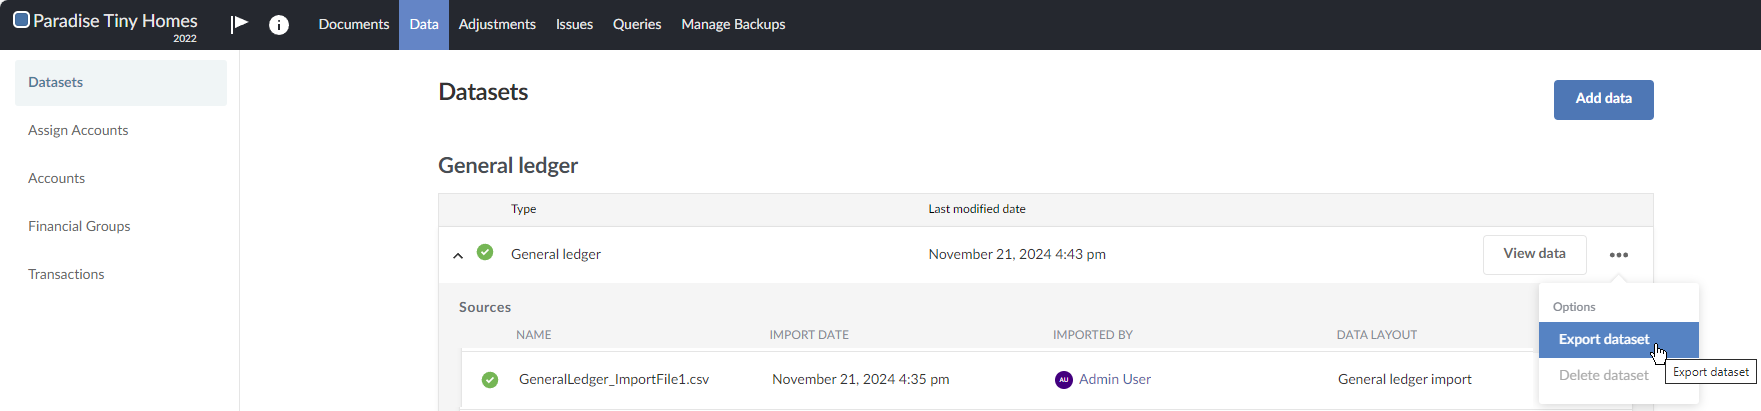 Paradise Tiny Homes
2022
i
Documents Data Adjustments Issues Queries Manage Backups
Datasets
Assign Accounts
Accounts
Financial Groups
Transactions
Datasets
Add data
General ledger
Type Last modified date
General ledger November 21, 2024 4:43 pm View data
Sources
NAME IMPORT DATE IMPORTED BY DATA LAYOUT
GeneralLedger_ImportFile1.csv November 21, 2024 4:35 pm AU Admin User General ledger import
Options
Export dataset
Delete dataset
Export dataset